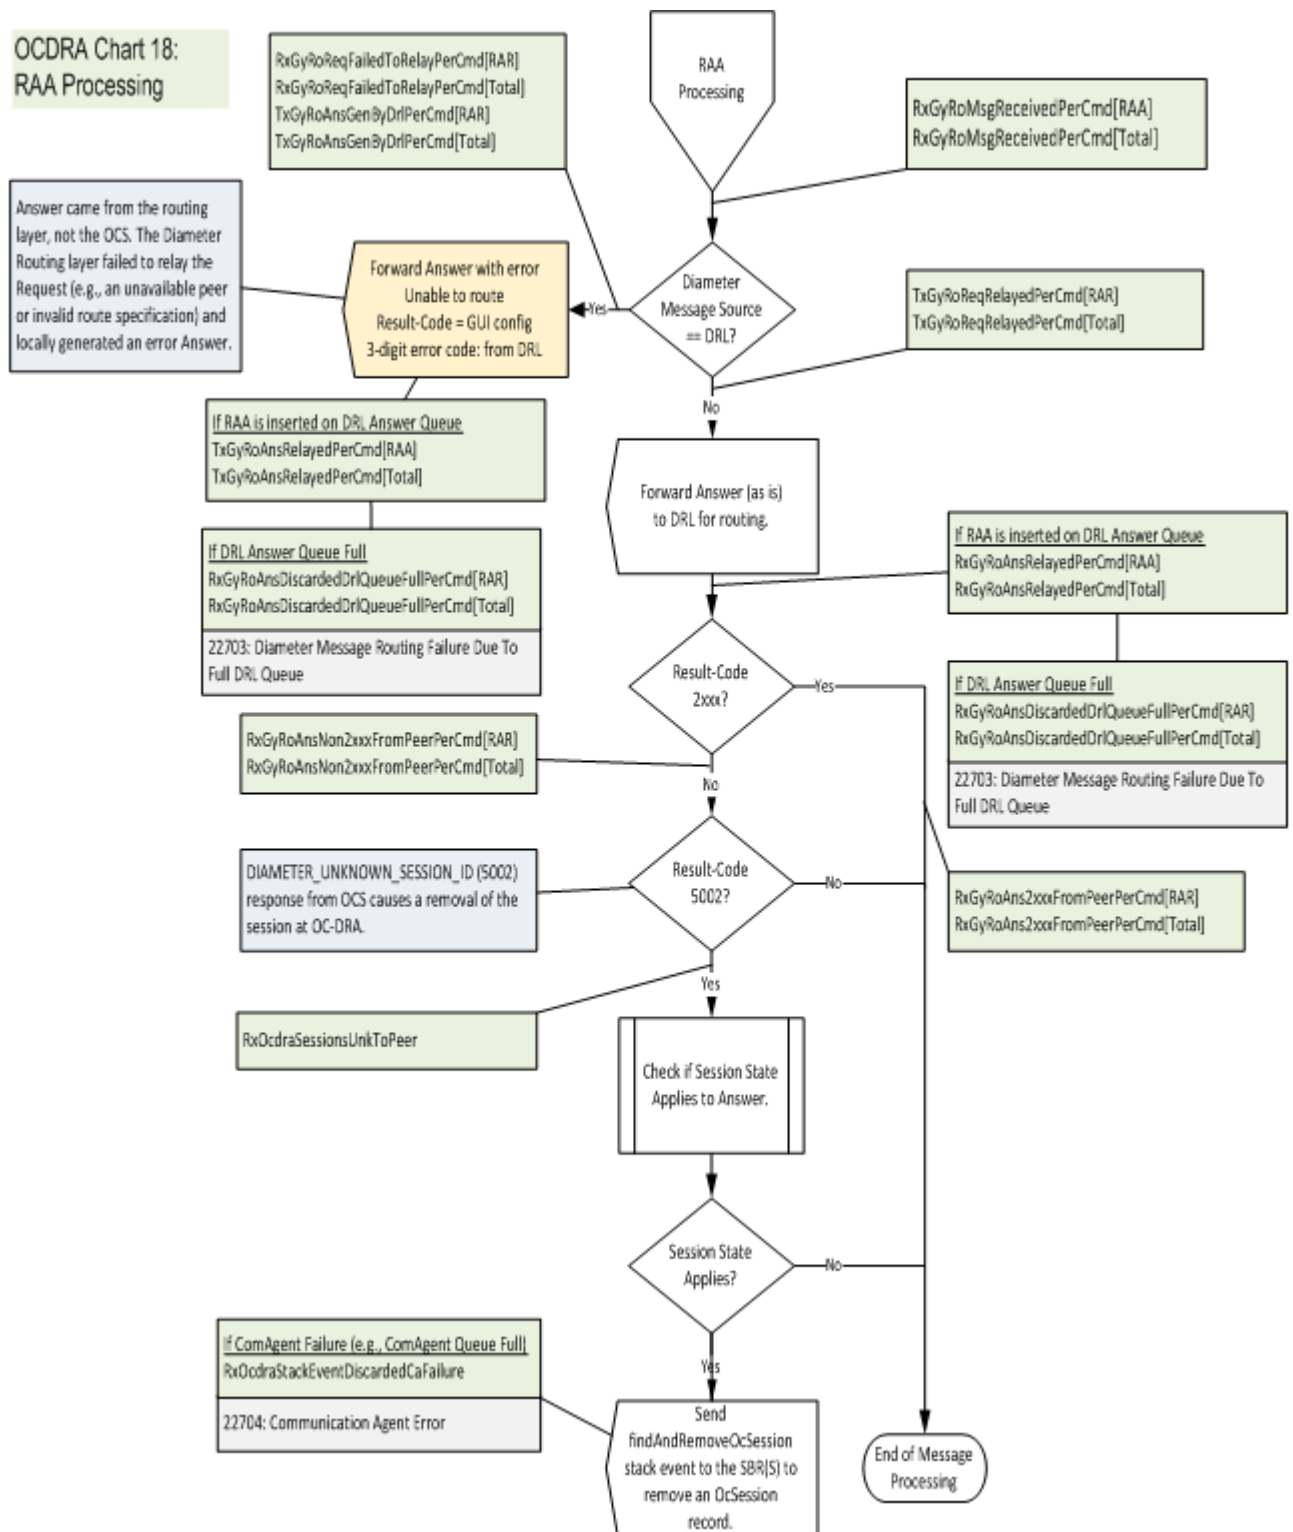 OCDRA Chart 18:
RAA Processing
RxGyRoReqFailedToRelayPerCmd[RAR]
RxGyRoReqFailedToRelayPerCmd[Total]
TxGyRoAnsGenByDrlPerCmd[RAR]
TxGyRoAnsGenByDrlPerCmd[Total]
RAA
Processing
RxGyRoMsgReceivedPerCmd[RAA]
RxGyRoMsgReceivedPerCmd[Total]
Answer came from the routing
layer, not the OCS. The Diameter
Routing layer failed to relay the
Request (e.g., an unavailable peer
or invalid route specification) and
locally generated an error Answer.
Forward Answer with error
Unable to route
Result-Code = GUI config
3-digit error code: from DRL
Yes
Diameter
Message Source
== DRL?
TxGyRoReqRelayedPerCmd[RAR]
TxGyRoReqRelayedPerCmd[Total]
No
If RAA is inserted on DRL Answer Queue
TxGyRoAnsRelayedPerCmd[RAA]
TxGyRoAnsRelayedPerCmd[Total]
Forward Answer (as is)
to DRL for routing.
If DRL Answer Queue Full
RxGyRoAnsDiscardedDrlQueueFullPerCmd[RAR]
RxGyRoAnsDiscardedDrlQueueFullPerCmd[Total]
22703: Diameter Message Routing Failure Due To
Full DRL Queue
If RAA is inserted on DRL Answer Queue
RxGyRoAnsRelayedPerCmd[RAA]
RxGyRoAnsRelayedPerCmd[Total]
Result-Code
2xxx?
Yes
If DRL Answer Queue Full
RxGyRoAnsDiscardedDrlQueueFullPerCmd[RAR]
RxGyRoAnsDiscardedDrlQueueFullPerCmd[Total]
22703: Diameter Message Routing Failure Due To
Full DRL Queue
RxGyRoAnsNon2xxxFromPeerPerCmd[RAR]
RxGyRoAnsNon2xxxFromPeerPerCmd[Total]
No
DIAMETER_UNKNOWN_SESSION_ID (5002)
response from OCS causes a removal of the
session at OC-DRA.
Result-Code
5002?
No
RxGyRoAns2xxxFromPeerPerCmd[RAR]
RxGyRoAns2xxxFromPeerPerCmd[Total]
Yes
RxOcdraSessionsUnkToPeer
Check if Session State
Applies to Answer.
Session State
Applies?
No
If ComAgent Failure (e.g., ComAgent Queue Full)
RxOcdraStackEventDiscardedCaFailure
22704: Communication Agent Error
Yes
Send
findAndRemoveOcSession
stack event to the SBR(S) to
remove an OcSession
record.
End of Message
Processing